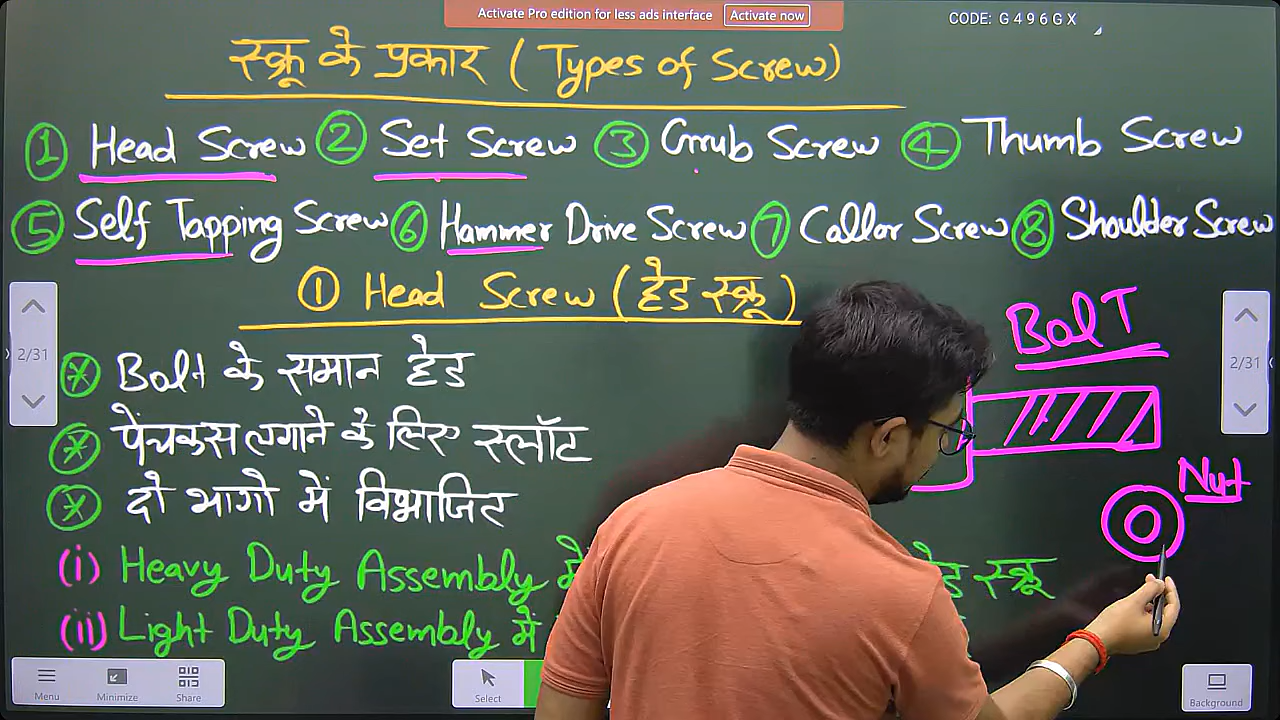 Activate Pro edition for less ads interface Activate now
CODE: G496GX
स्क्रू के प्रकार (Types of Screw)
① Head Screw ② Set Screw ③ Grub Screw ④ Thumb Screw
⑤ Self Tapping Screw ⑥ Hammer Drive Screw ⑦ Collar Screw ⑧ Shoulder Screw
① Head Screw (हैड स्क्रू)
BolT
2/31
2/31
Bolt के समान हैड
पेंचकस लगाने के लिए स्लॉट
Nut
दो भागो में विभाजित
(i) Heavy Duty Assembly में हैड स्क्रू
(ii) Light Duty Assembly में
Menu Minimize Share Select Background